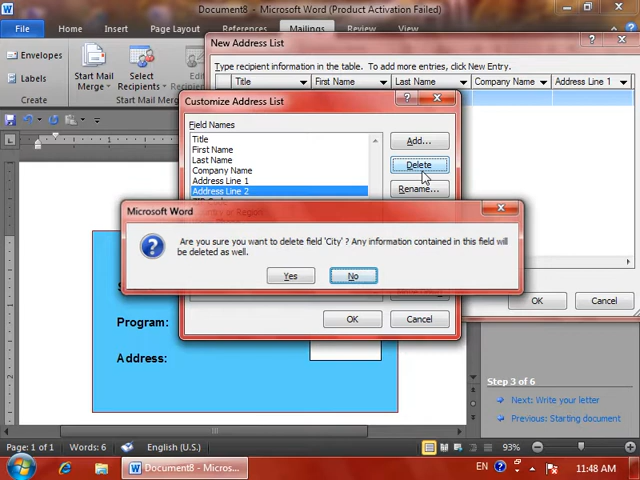 Document8 - Microsoft Word (Product Activation Failed)
File
Home
Insert
Page Layout
References
Mailings
Review
View
Envelopes
Labels
Create
Start Mail
Merge
Select
Recipients
Start Mail
New Address List
Type recipient information in the table. To add more entries, click New Entry.
Title
First Name
Last Name
Company Name
Address Line 1
Customize Address List
Field Names
Title
First Name
Last Name
Company Name
Address Line 1
Address Line 2
Add...
Delete
Rename...
Microsoft Word
Are you sure you want to delete field 'City' ? Any information contained in this field will
be deleted as well.
Yes
No
OK
Cancel
OK
Cancel
Program:
Address:
Step 3 of 6
Next: Write your letter
Previous: Starting document
Page: 1 of 1
Words: 6
English (U.S.)
93%
Document8 - Micros...
EN
11:48 AM